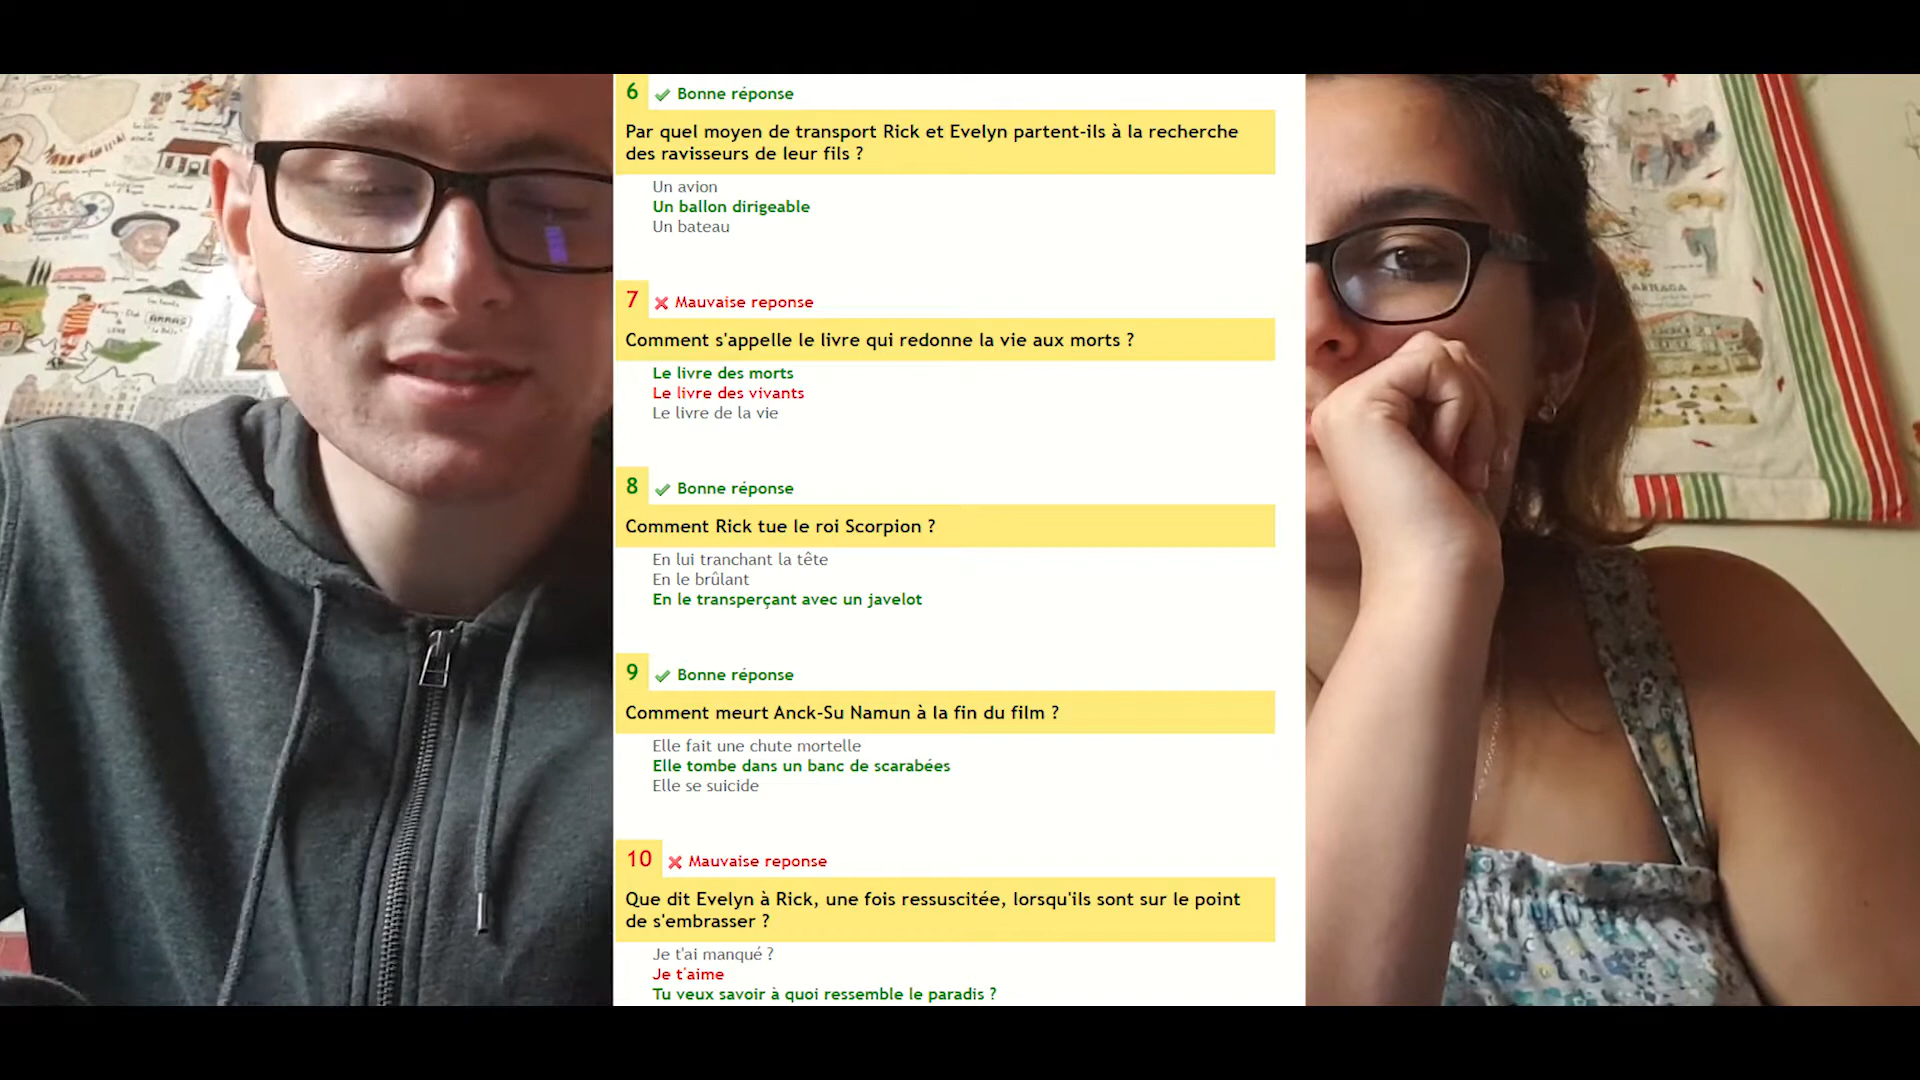 6 Bonne réponse
Par quel moyen de transport Rick et Evelyn partent-ils à la recherche
des ravisseurs de leur fils ?
Un avion
Un ballon dirigeable
Un bateau
7 Mauvaise reponse
Comment s'appelle le livre qui redonne la vie aux morts ?
Le livre des morts
Le livre des vivants
Le livre de la vie
8 Bonne réponse
Comment Rick tue le roi Scorpion ?
En lui tranchant la tête
En le brûlant
En le transperçant avec un javelot
9 Bonne réponse
Comment meurt Anck-Su Namun à la fin du film ?
Elle fait une chute mortelle
Elle tombe dans un banc de scarabées
Elle se suicide
10 Mauvaise reponse
Que dit Evelyn à Rick, une fois ressuscitée, lorsqu'ils sont sur le point
de s'embrasser ?
Je t'ai manqué ?
Je t'aime
Tu veux savoir à quoi ressemble le paradis ?
ARRAS